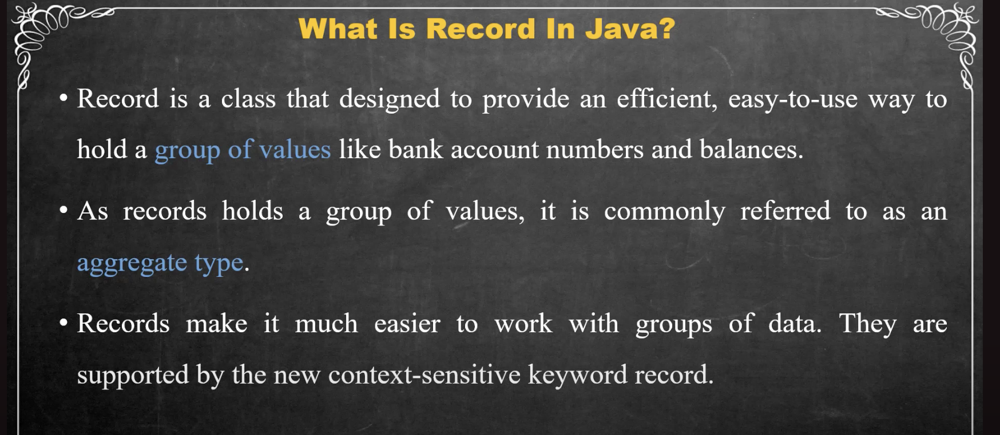 What Is Record In Java?
• Record is a class that designed to provide an efficient, easy-to-use way to
hold a group of values like bank account numbers and balances.
• As records holds a group of values, it is commonly referred to as an
aggregate type.
• Records make it much easier to work with groups of data. They are
supported by the new context-sensitive keyword record.